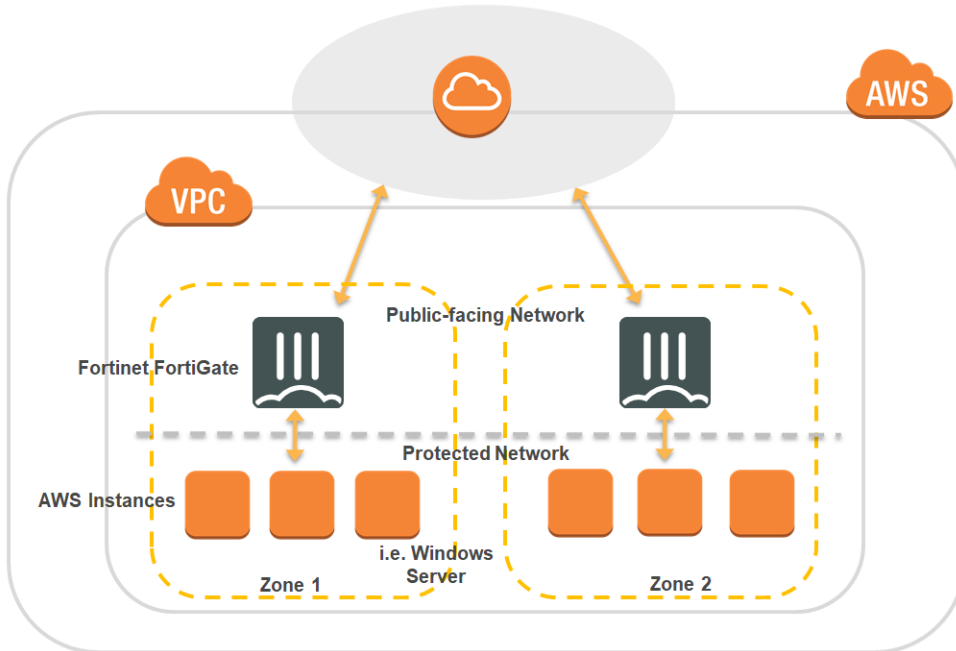 AWS
VPC
Public-facing Network
Fortinet FortiGate
Protected Network
AWS Instances
i.e. Windows
Server
Zone 1
Zone 2